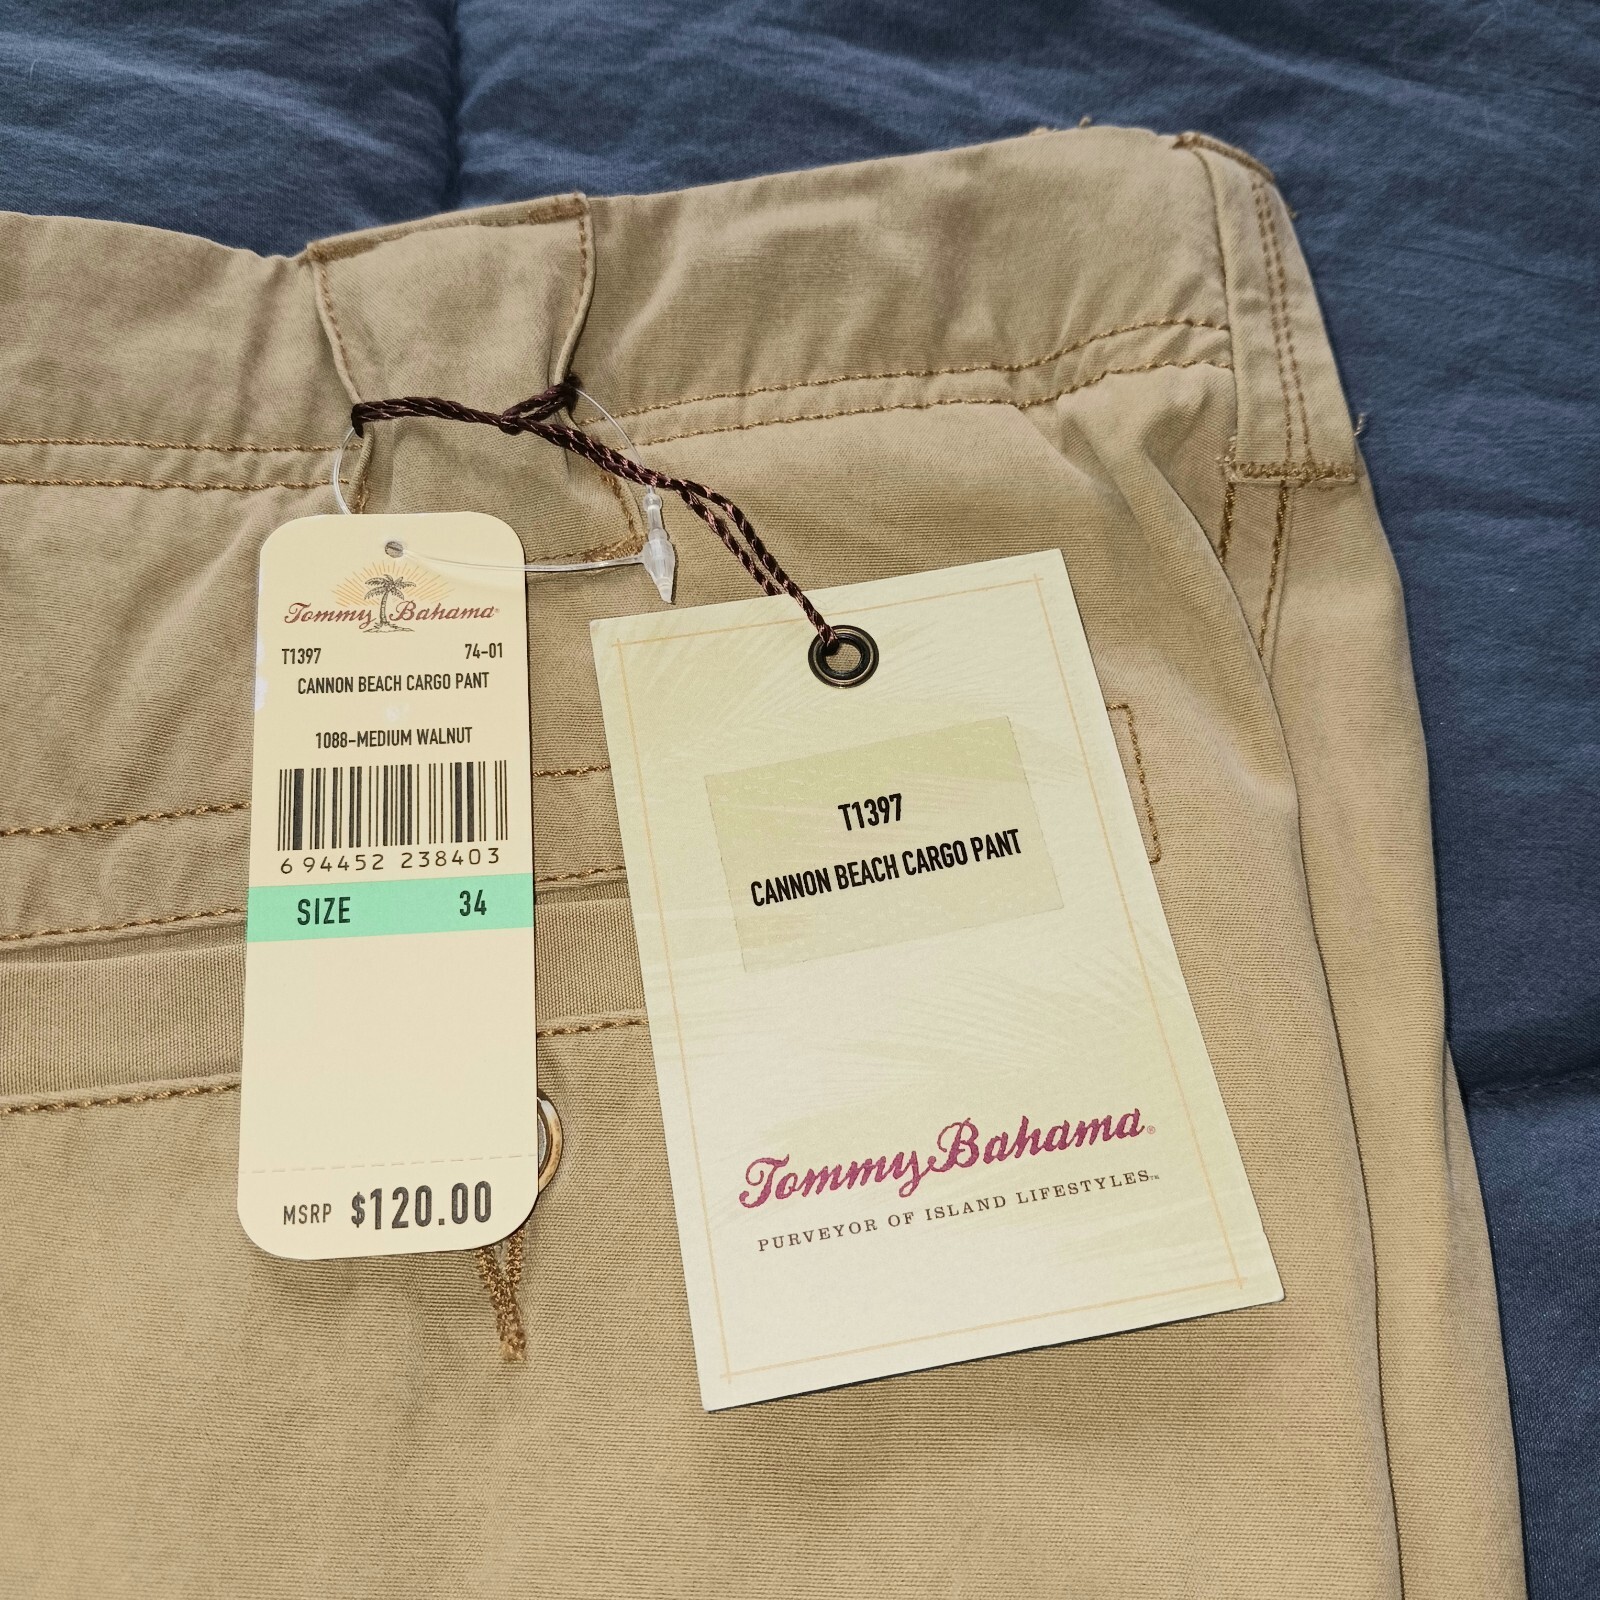 Tommy Bahama®
T1397 74-01
CANNON BEACH CARGO PANT
1088-MEDIUM WALNUT
6 94452 238403
SIZE 34
MSRP $120.00
T1397
CANNON BEACH CARGO PANT
Tommy Bahama®
PURVEYOR OF ISLAND LIFESTYLES™